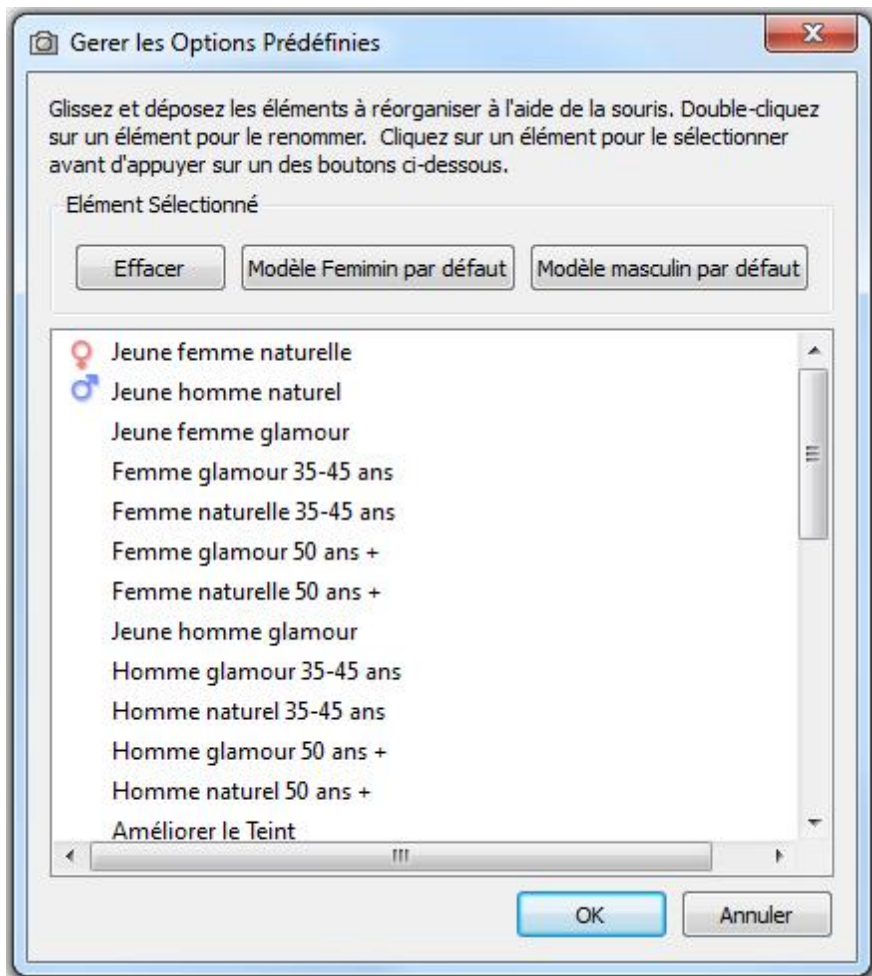 Gerer les Options Prédéfinies
Glissez et déposez les éléments à réorganiser à l'aide de la souris. Double-cliquez
sur un élément pour le renommer. Cliquez sur un élément pour le sélectionner
avant d'appuyer sur un des boutons ci-dessous.
Elément Sélectionné
Effacer
Modèle Femimin par défaut
Modèle masculin par défaut
Jeune femme naturelle
Jeune homme naturel
Jeune femme glamour
Femme glamour 35-45 ans
Femme naturelle 35-45 ans
Femme glamour 50 ans +
Femme naturelle 50 ans +
Jeune homme glamour
Homme glamour 35-45 ans
Homme naturel 35-45 ans
Homme glamour 50 ans +
Homme naturel 50 ans +
Améliorer le Teint
OK
Annuler